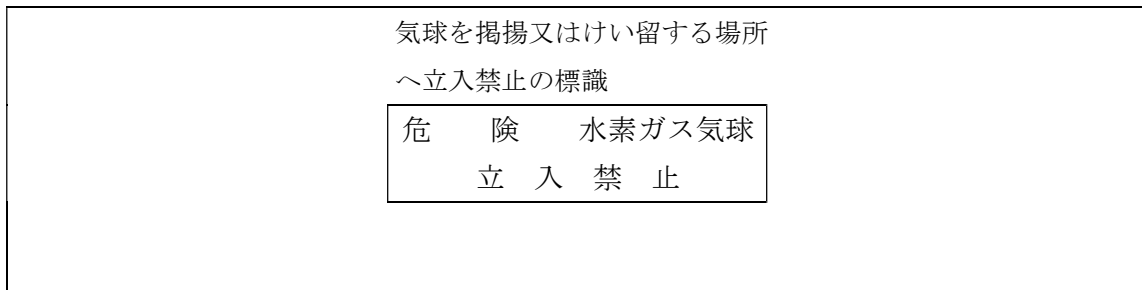 気球を掲揚又はけい留する場所
へ立入禁止の標識
危　　険　　水素ガス気球
立　入　禁　止